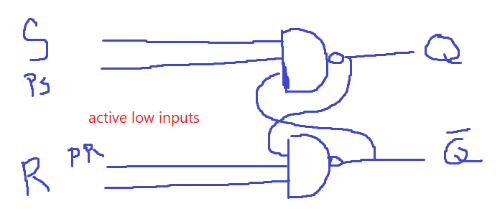 S
Q
PS
active low inputs
PR
Q̅
R